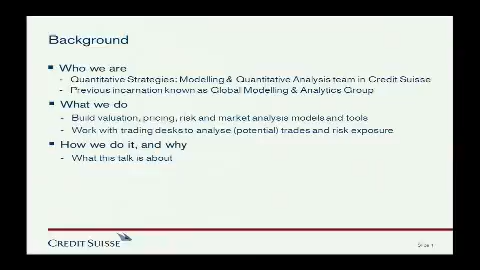 Background
Who we are
- Quantitative Strategies: Modelling & Quantitative Analysis team in Credit Suisse
- Previous incarnation known as Global Modelling & Analytics Group
What we do
- Build valuation, pricing, risk and market analysis models and tools
- Work with trading desks to analyse (potential) trades and risk exposure
How we do it, and why
- What this talk is about
CREDIT SUISSE